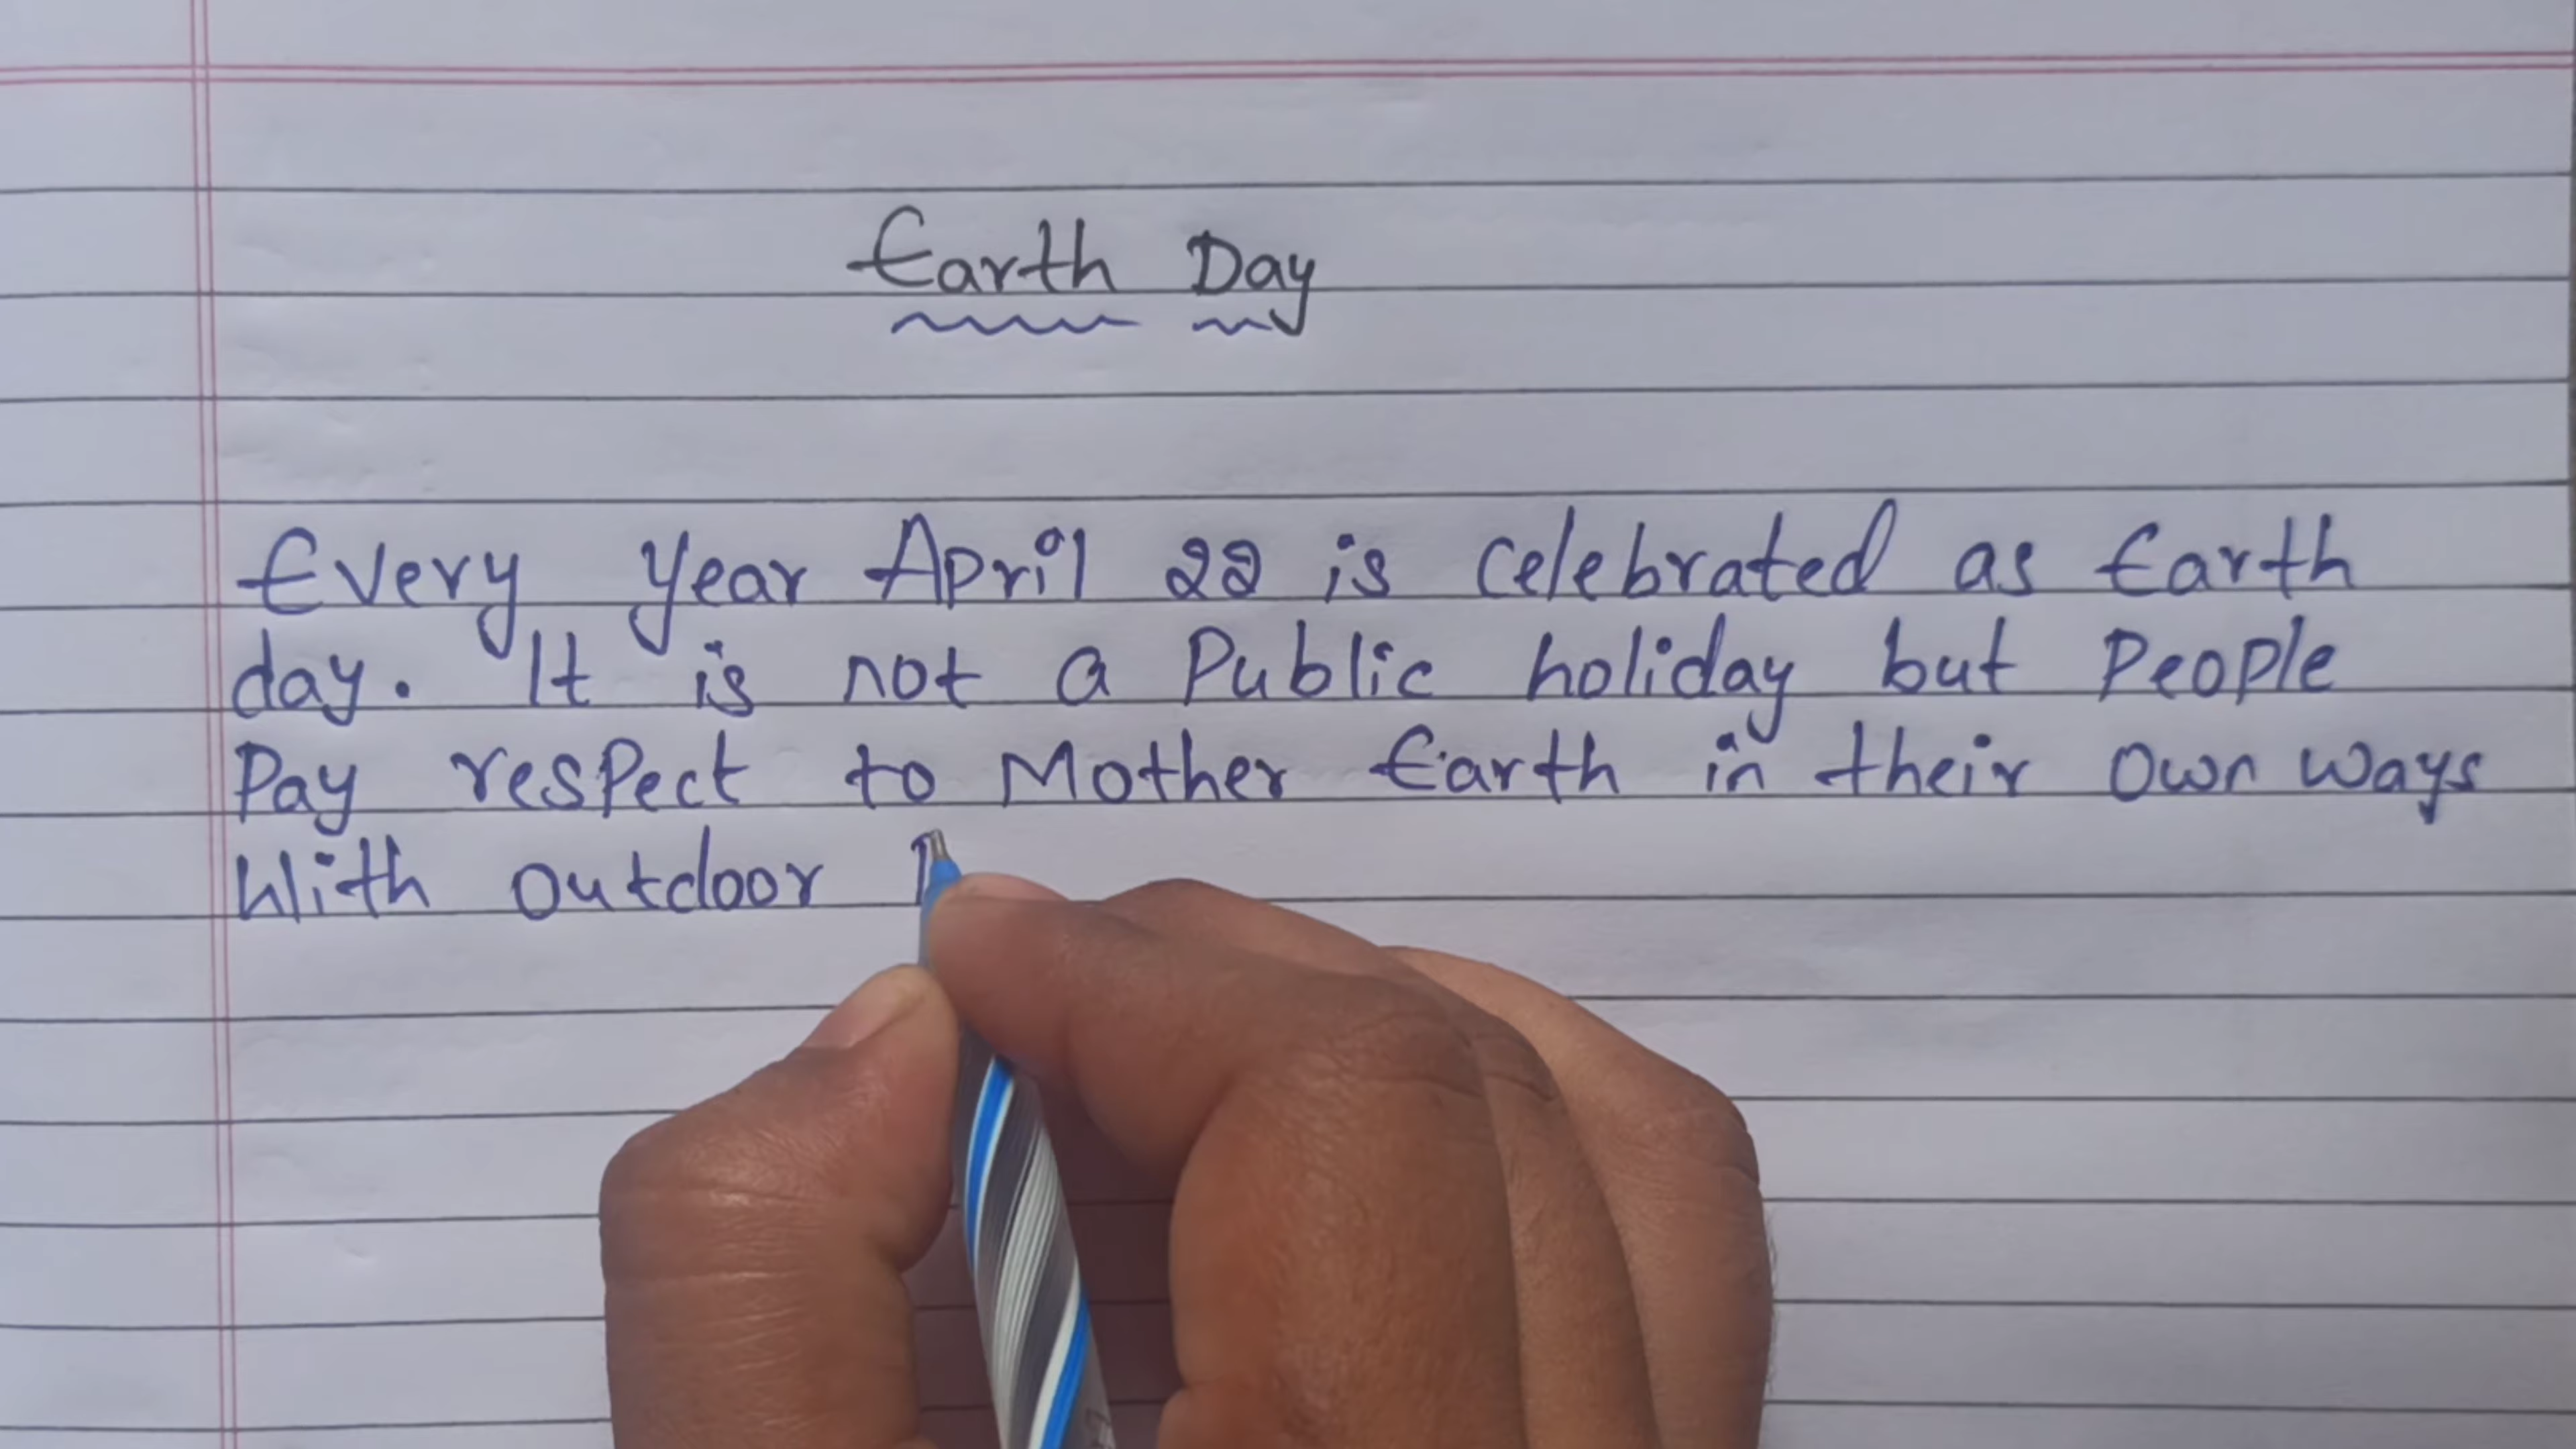 Earth Day
Every year April 22 is celebrated as Earth
day. It is not a Public holiday but People
Pay respect to Mother Earth in their own ways
With outdoor